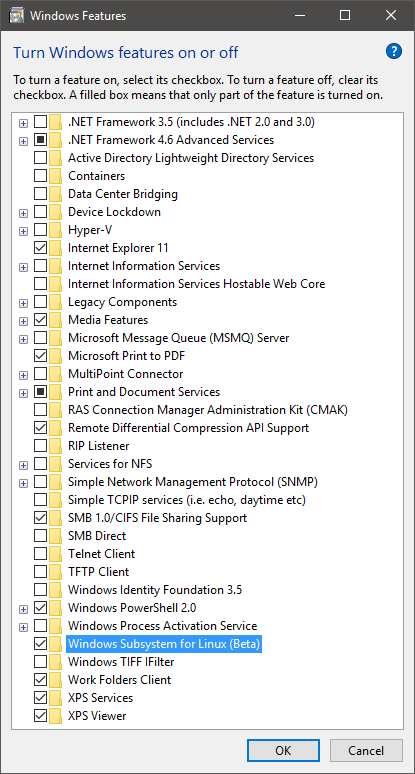 Windows Features
Turn Windows features on or off
?
To turn a feature on, select its checkbox. To turn a feature off, clear its
checkbox. A filled box means that only part of the feature is turned on.
.NET Framework 3.5 (includes .NET 2.0 and 3.0)
.NET Framework 4.6 Advanced Services
Active Directory Lightweight Directory Services
Containers
Data Center Bridging
Device Lockdown
Hyper-V
Internet Explorer 11
Internet Information Services
Internet Information Services Hostable Web Core
Legacy Components
Media Features
Microsoft Message Queue (MSMQ) Server
Microsoft Print to PDF
MultiPoint Connector
Print and Document Services
RAS Connection Manager Administration Kit (CMAK)
Remote Differential Compression API Support
RIP Listener
Services for NFS
Simple Network Management Protocol (SNMP)
Simple TCPIP services (i.e. echo, daytime etc)
SMB 1.0/CIFS File Sharing Support
SMB Direct
Telnet Client
TFTP Client
Windows Identity Foundation 3.5
Windows PowerShell 2.0
Windows Process Activation Service
Windows Subsystem for Linux (Beta)
Windows TIFF IFilter
Work Folders Client
XPS Services
XPS Viewer
OK
Cancel